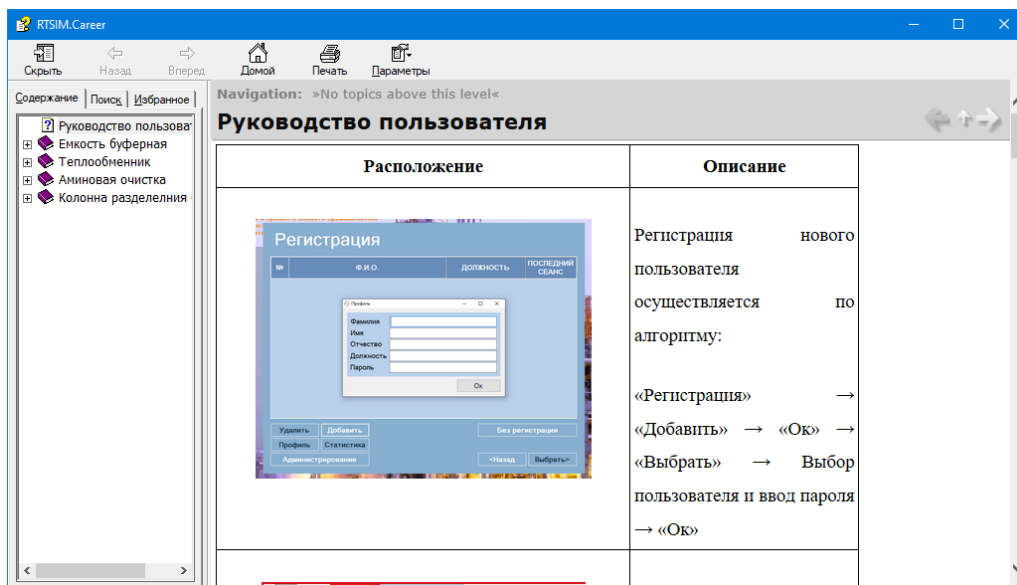 RTSIM.Career
Скрыть Назад Вперед Домой Печать Параметры
Содержание Поиск Избранное
Руководство пользоват
Емкость буферная
Теплообменник
Аминовая очистка
Колонна разделелния
Navigation: »No topics above this level«
Руководство пользователя
Расположение Описание
Регистрация
№ Ф.И.О. ДОЛЖНОСТЬ ПОСЛЕДНИЙ СЕАНС
Профиль
Фамилия
Имя
Отчество
Должность
Пароль
Ок
Удалить Добавить Без регистрации
Профиль Статистика
Администрирование <Назад Выбрать>
Регистрация нового
пользователя
осуществляется по
алгоритму:
«Регистрация» →
«Добавить» → «Ок» →
«Выбрать» → Выбор
пользователя и ввод пароля
→ «Ок»